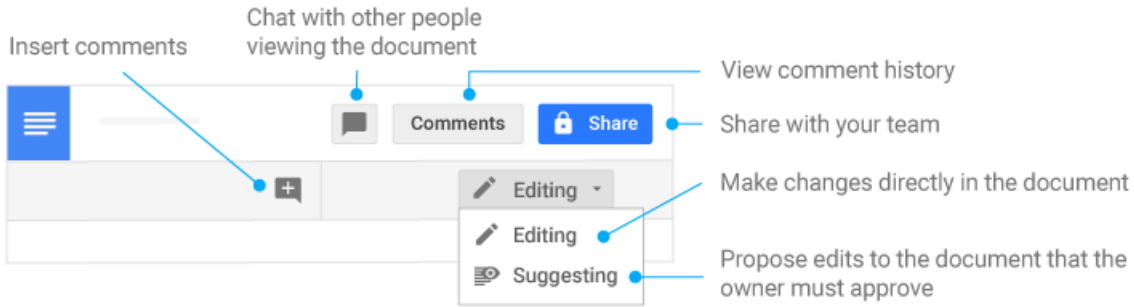 Chat with other people
viewing the document
Insert comments
View comment history
Comments
Share
Share with your team
Make changes directly in the document
Editing
Editing
Suggesting
Propose edits to the document that the
owner must approve